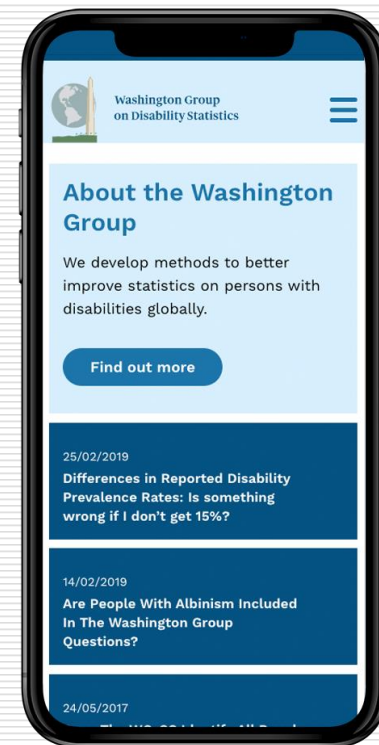 Washington Group
on Disability Statistics
About the Washington
Group
We develop methods to better
improve statistics on persons with
disabilities globally.
Find out more
25/02/2019
Differences in Reported Disability
Prevalence Rates: Is something
wrong if I don’t get 15%?
14/02/2019
Are People With Albinism Included
In The Washington Group
Questions?
24/05/2017